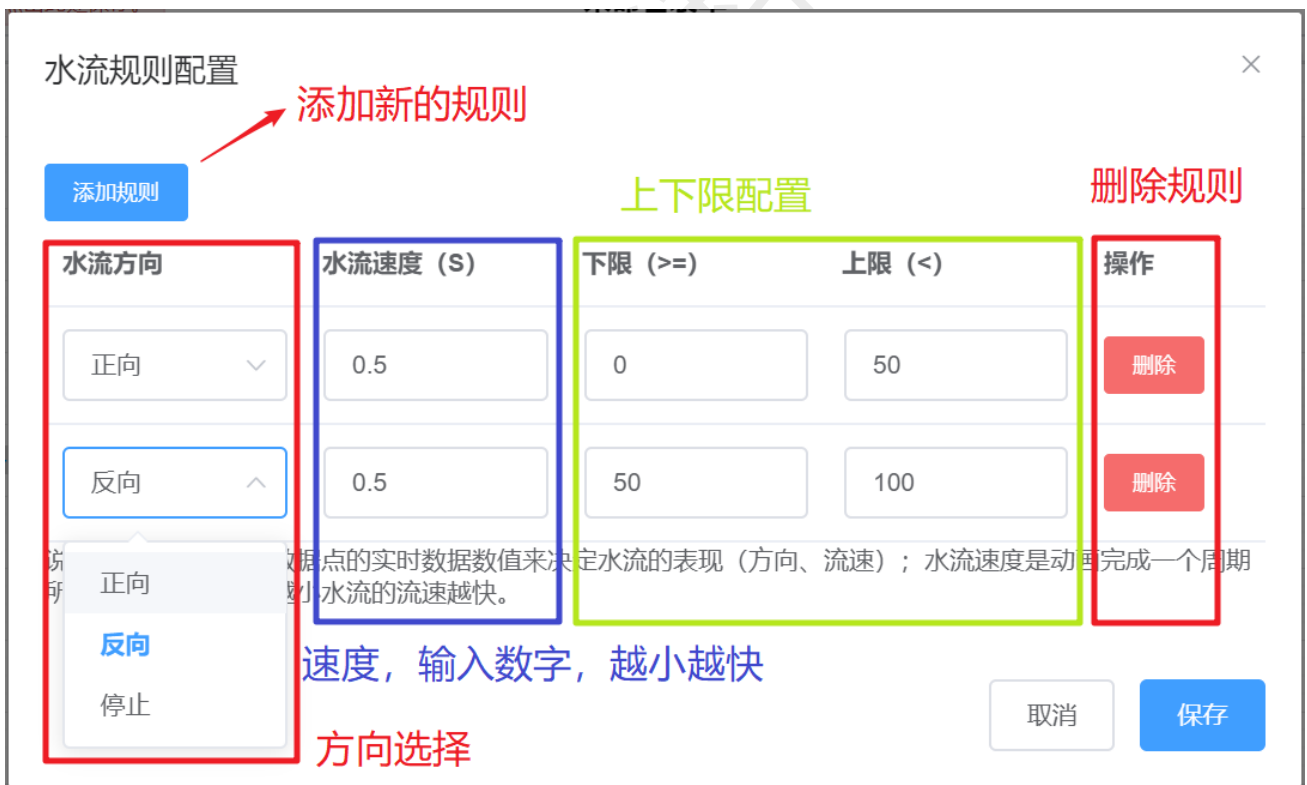 水流规则配置
添加新的规则
添加规则
上下限配置
删除规则
水流方向
水流速度（S）
下限（>=）
上限（<）
操作
正向
0.5
0
50
删除
反向
0.5
50
100
删除
据点的实时数据数值来决定水流的表现（方向、流速）；水流速度是动画完成一个周期
小水流的流速越快。
正向
反向
停止
速度，输入数字，越小越快
方向选择
取消
保存